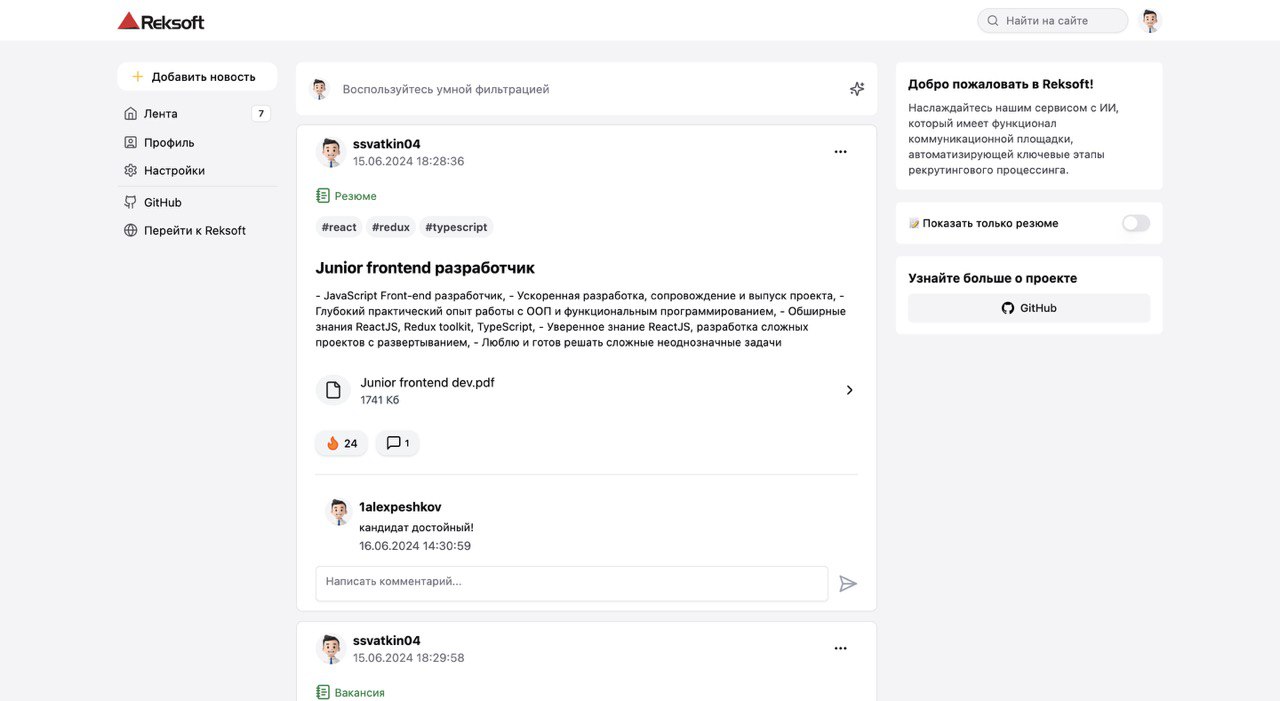 Reksoft
Найти на сайте
Добавить новость
Лента
7
Профиль
Настройки
GitHub
Перейти к Reksoft
Воспользуйтесь умной фильтрацией
ssvatkin04
15.06.2024 18:28:36
Резюме
#react #redux #typescript
Junior frontend разработчик
- JavaScript Front-end разработчик, - Ускоренная разработка, сопровождение и выпуск проекта, -
Глубокий практический опыт работы с ООП и функциональным программированием, - Обширные
знания ReactJS, Redux toolkit, TypeScript, - Уверенное знание ReactJS, разработка сложных
проектов с развертыванием, - Люблю и готов решать сложные неоднозначные задачи
Junior frontend dev.pdf
1741 Кб
24
1
1alexpeshkov
кандидат достойный!
16.06.2024 14:30:59
Написать комментарий...
ssvatkin04
15.06.2024 18:29:58
Вакансия
Добро пожаловать в Reksoft!
Наслаждайтесь нашим сервисом с ИИ,
который имеет функционал
коммуникационной площадки,
автоматизирующей ключевые этапы
рекрутингового процессинга.
Показать только резюме
Узнайте больше о проекте
GitHub